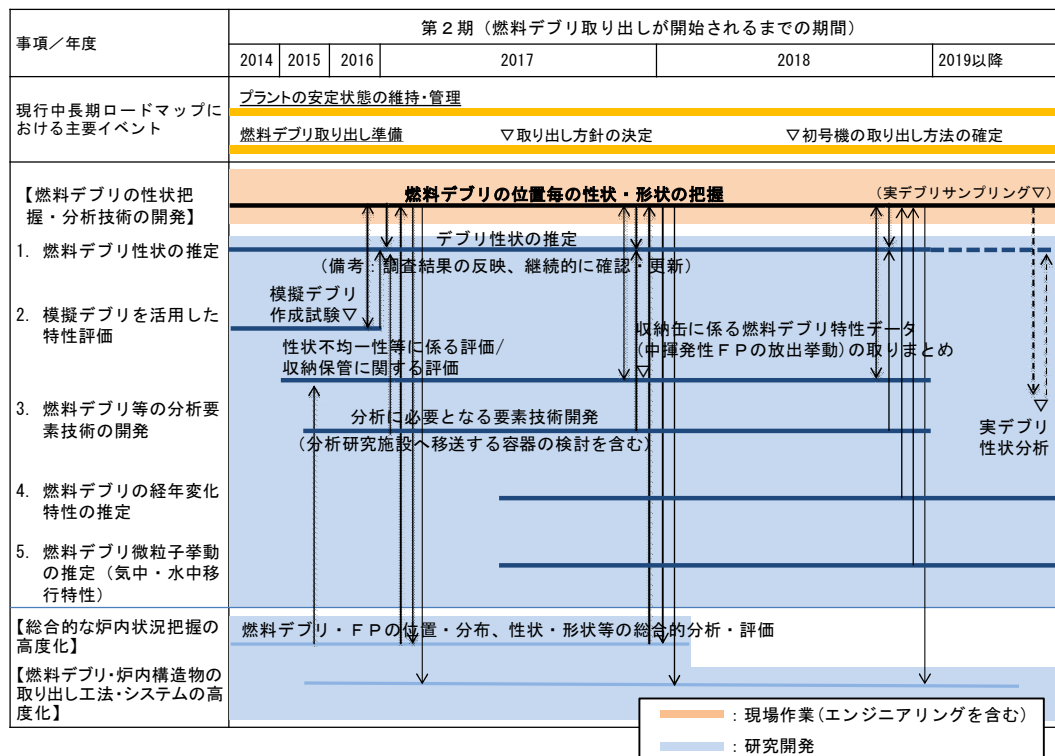 事項／年度
第２期（燃料デブリ取り出しが開始されるまでの期間）
2014
2015
2016
2017
2018
2019以降
現行中長期ロードマップに
おける主要イベント
プラントの安定状態の維持・管理
燃料デブリ取り出し準備
▽取り出し方針の決定
▽初号機の取り出し方法の確定
【燃料デブリの性状把
握・分析技術の開発】
燃料デブリの位置毎の性状・形状の把握
（実デブリサンプリング▽）
1. 燃料デブリ性状の推定
デブリ性状の推定
（備考：調査結果の反映、継続的に確認・更新）
2. 模擬デブリを活用した
特性評価
模擬デブリ
作成試験▽
性状不均一性等に係る評価/
収納保管に関する評価
収納缶に係る燃料デブリ特性データ
（中揮発性ＦＰの放出挙動）の取りまとめ
▽
3. 燃料デブリ等の分析要
素技術の開発
分析に必要となる要素技術開発
（分析研究施設へ移送する容器の検討を含む）
▽
実デブリ
性状分析
4. 燃料デブリの経年変化
特性の推定
5. 燃料デブリ微粒子挙動
の推定（気中・水中移
行特性）
【総合的な炉内状況把握の
高度化】
燃料デブリ・ＦＰの位置・分布、性状・形状等の総合的分析・評価
【燃料デブリ・炉内構造物の
取り出し工法・システムの高
度化】
：現場作業（エンジニアリングを含む）
：研究開発